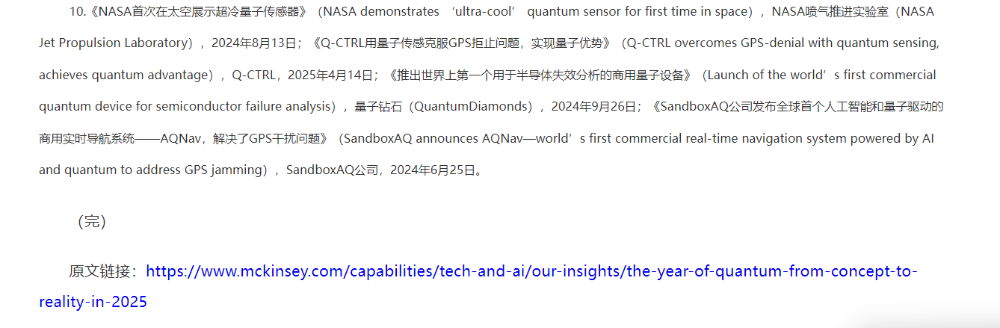 10.《NASA首次在太空展示超冷量子传感器》（NASA demonstrates ‘ultra-cool’ quantum sensor for first time in space），NASA喷气推进实验室（NASA
Jet Propulsion Laboratory），2024年8月13日；《Q-CTRL用量子传感克服GPS拒止问题，实现量子优势》（Q-CTRL overcomes GPS-denial with quantum sensing,
achieves quantum advantage），Q-CTRL，2025年4月14日；《推出世界上第一个用于半导体失效分析的商用量子设备》（Launch of the world’s first commercial
quantum device for semiconductor failure analysis），量子钻石（QuantumDiamonds），2024年9月26日；《SandboxAQ公司发布全球首个人工智能和量子驱动的
商用实时导航系统——AQNav，解决了GPS干扰问题》（SandboxAQ announces AQNav—world’s first commercial real-time navigation system powered by AI
and quantum to address GPS jamming），SandboxAQ公司，2024年6月25日。
（完）
原文链接：https://www.mckinsey.com/capabilities/tech-and-ai/our-insights/the-year-of-quantum-from-concept-to-
reality-in-2025